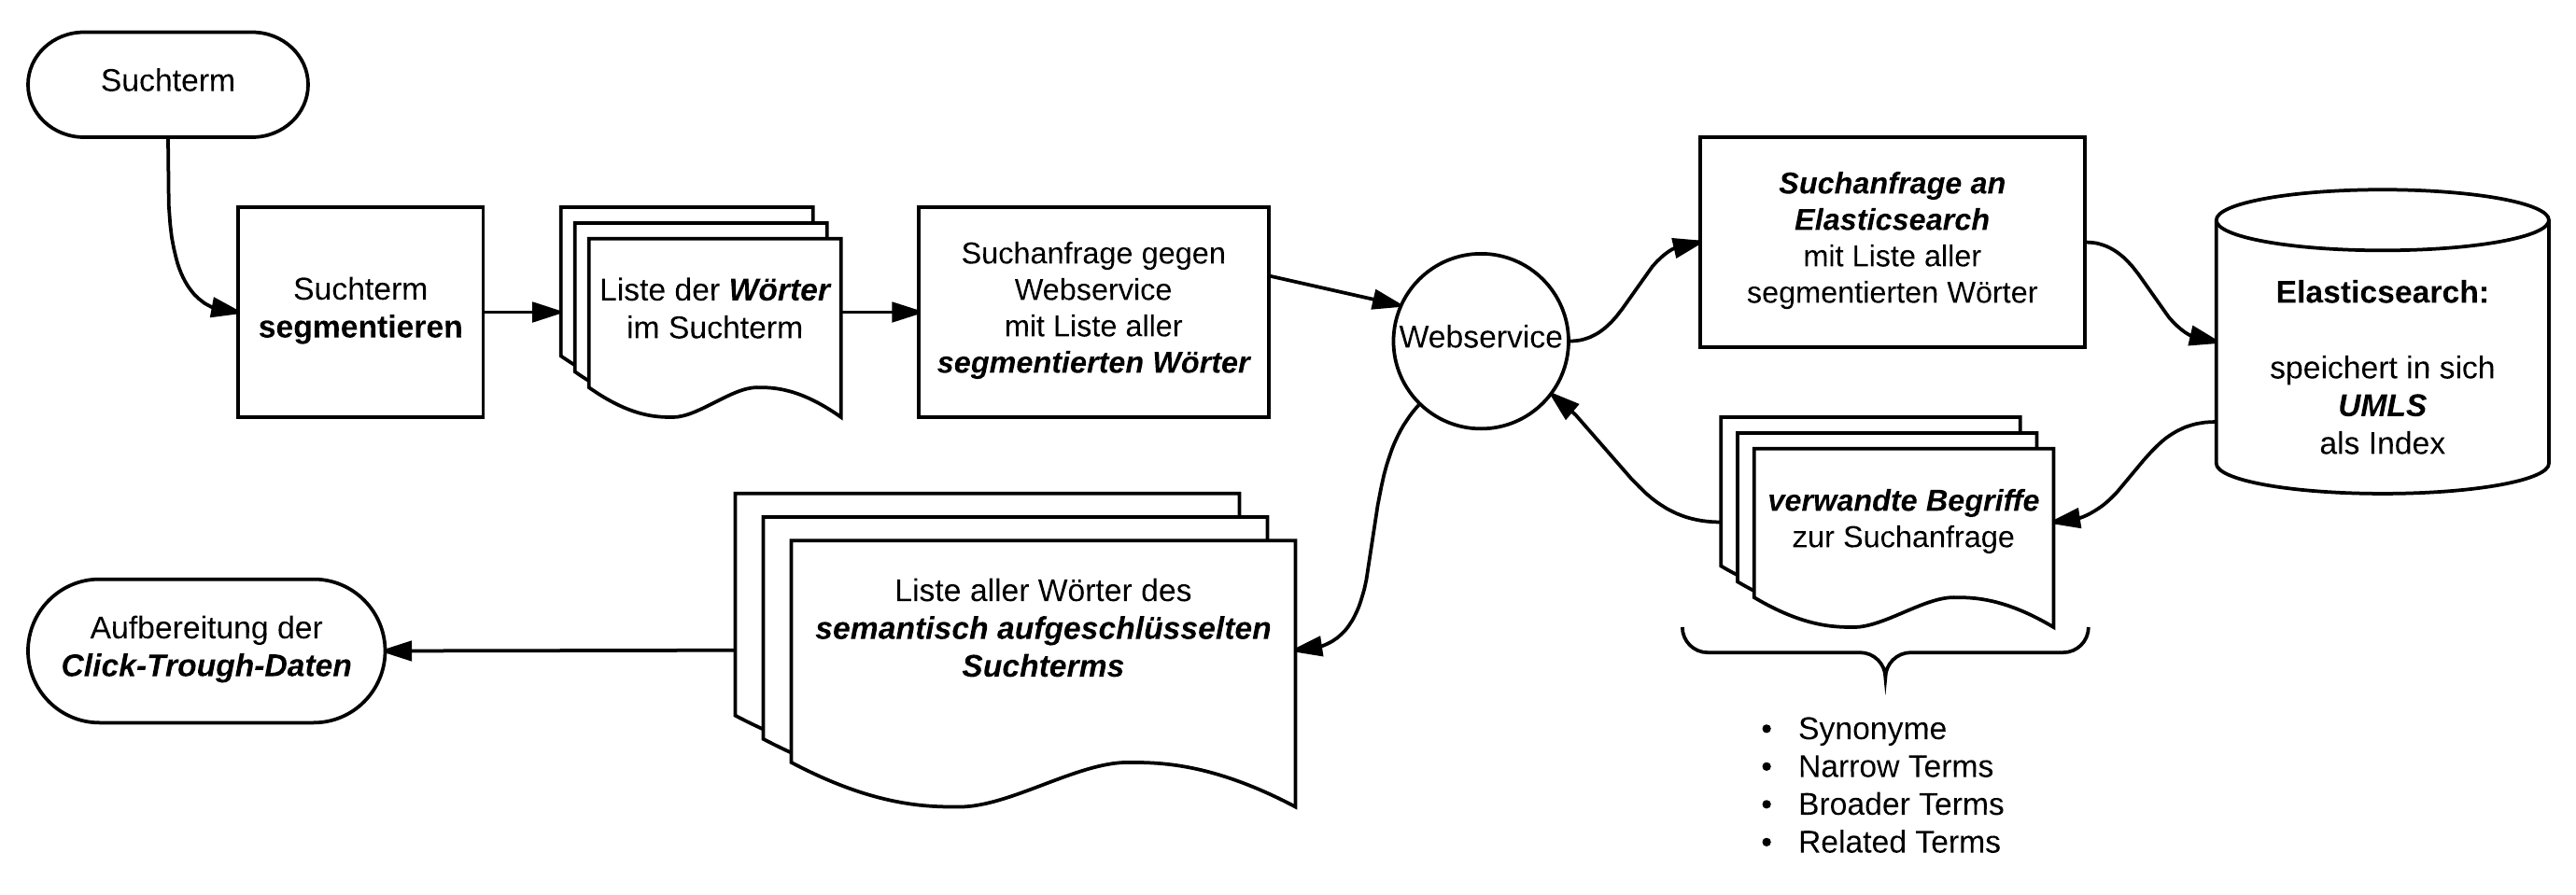 Suchterm
Suchterm
segmentieren
Liste der Wörter
im Suchterm
Suchanfrage gegen
Webservice
mit Liste aller
segmentierten Wörter
Webservice
Suchanfrage an
Elasticsearch
mit Liste aller
segmentierten Wörter
Elasticsearch:
speichert in sich
UMLS
als Index
verwandte Begriffe
zur Suchanfrage
• Synonyme
• Narrow Terms
• Broader Terms
• Related Terms
Liste aller Wörter des
semantisch aufgeschlüsselten
Suchterms
Aufbereitung der
Click-Trough-Daten